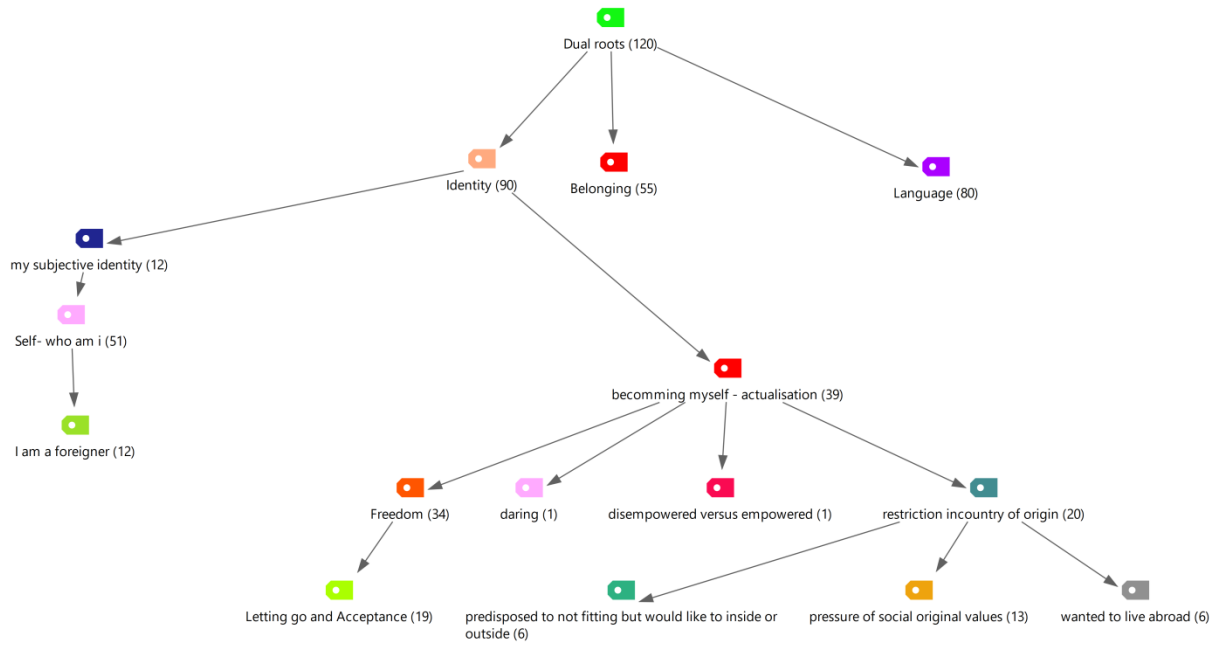 Dual roots (120)
Identity (90)
Belonging (55)
Language (80)
my subjective identity (12)
Self- who am i (51)
becomming myself - actualisation (39)
I am a foreigner (12)
Freedom (34)
daring (1)
disempowered versus empowered (1)
restriction incountry of origin (20)
Letting go and Acceptance (19)
predisposed to not fitting but would like to inside or
outside (6)
pressure of social original values (13)
wanted to live abroad (6)